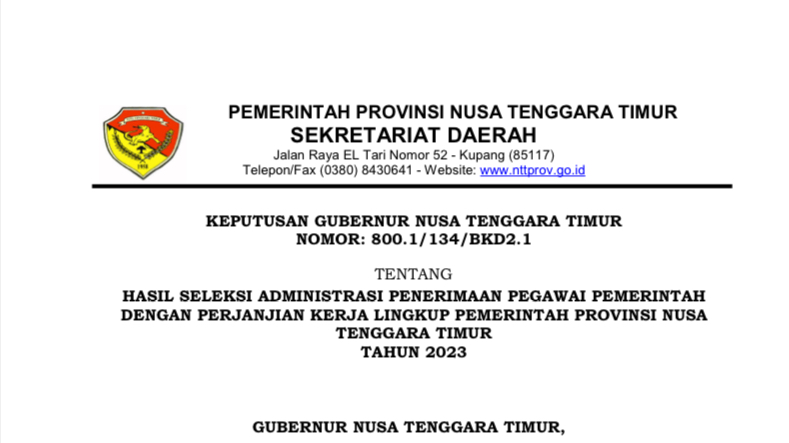 PEMERINTAH PROVINSI NUSA TENGGARA TIMUR
SEKRETARIAT DAERAH
Jalan Raya EL Tari Nomor 52 - Kupang (85117)
Telepon/Fax (0380) 8430641 - Website: www.nttprov.go.id
KEPUTUSAN GUBERNUR NUSA TENGGARA TIMUR
NOMOR: 800.1/134/BKD2.1
TENTANG
HASIL SELEKSI ADMINISTRASI PENERIMAAN PEGAWAI PEMERINTAH
DENGAN PERJANJIAN KERJA LINGKUP PEMERINTAH PROVINSI NUSA
TENGGARA TIMUR
TAHUN 2023
GUBERNUR NUSA TENGGARA TIMUR,